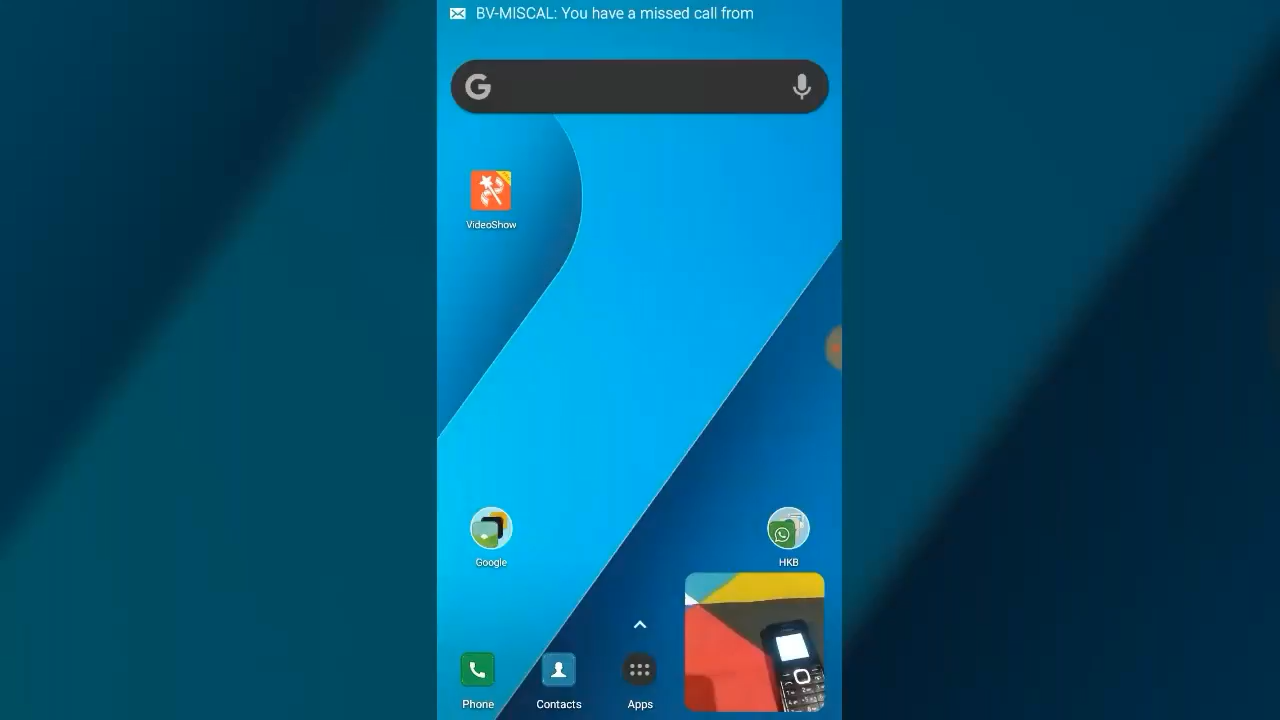 BV-MISCAL: You have a missed call from
G
VideoShow
Google
HKB
Phone
Contacts
Apps